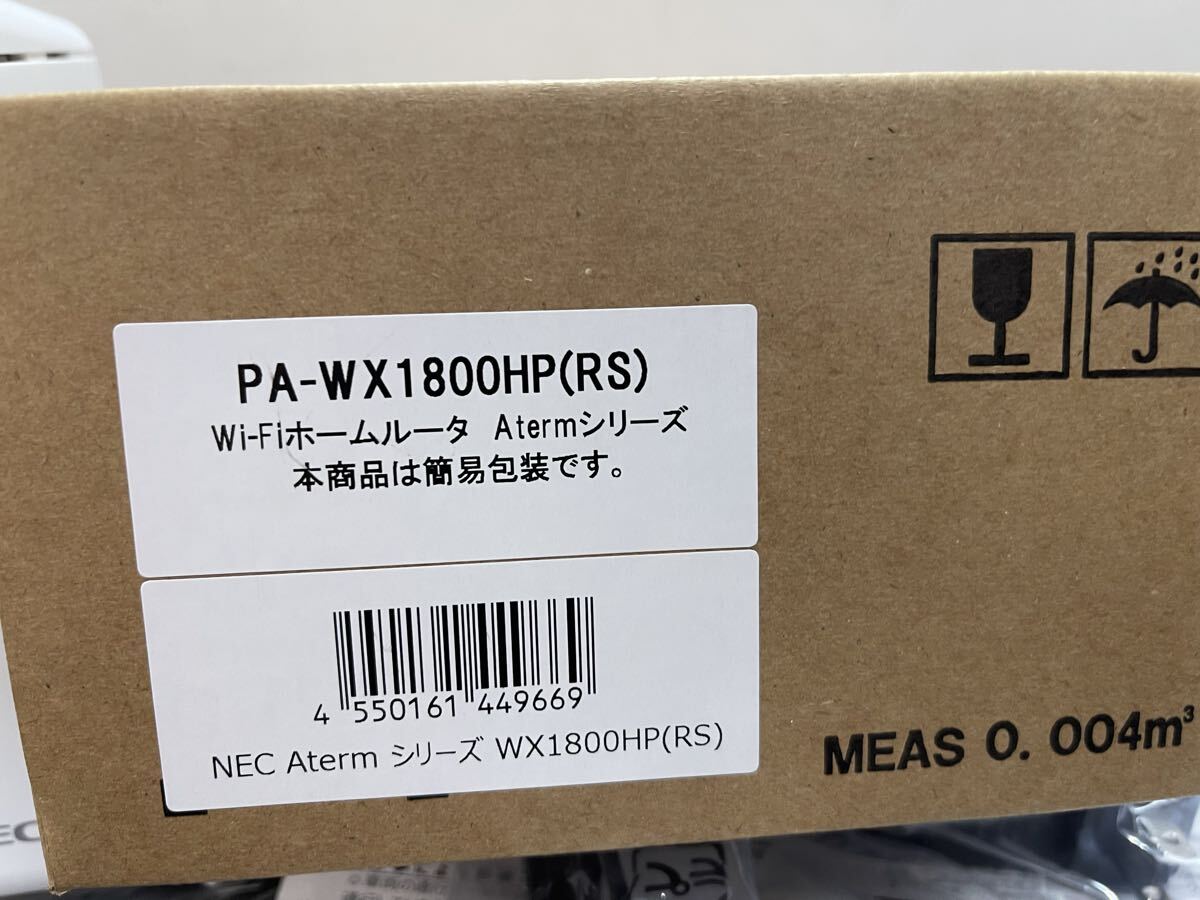 PA-WX1800HP(RS)
Wi-Fiホームルータ Atermシリーズ
本商品は簡易包装です。
4 550161 449669
NEC Aterm シリーズ WX1800HP(RS)
MEAS 0. 004m³